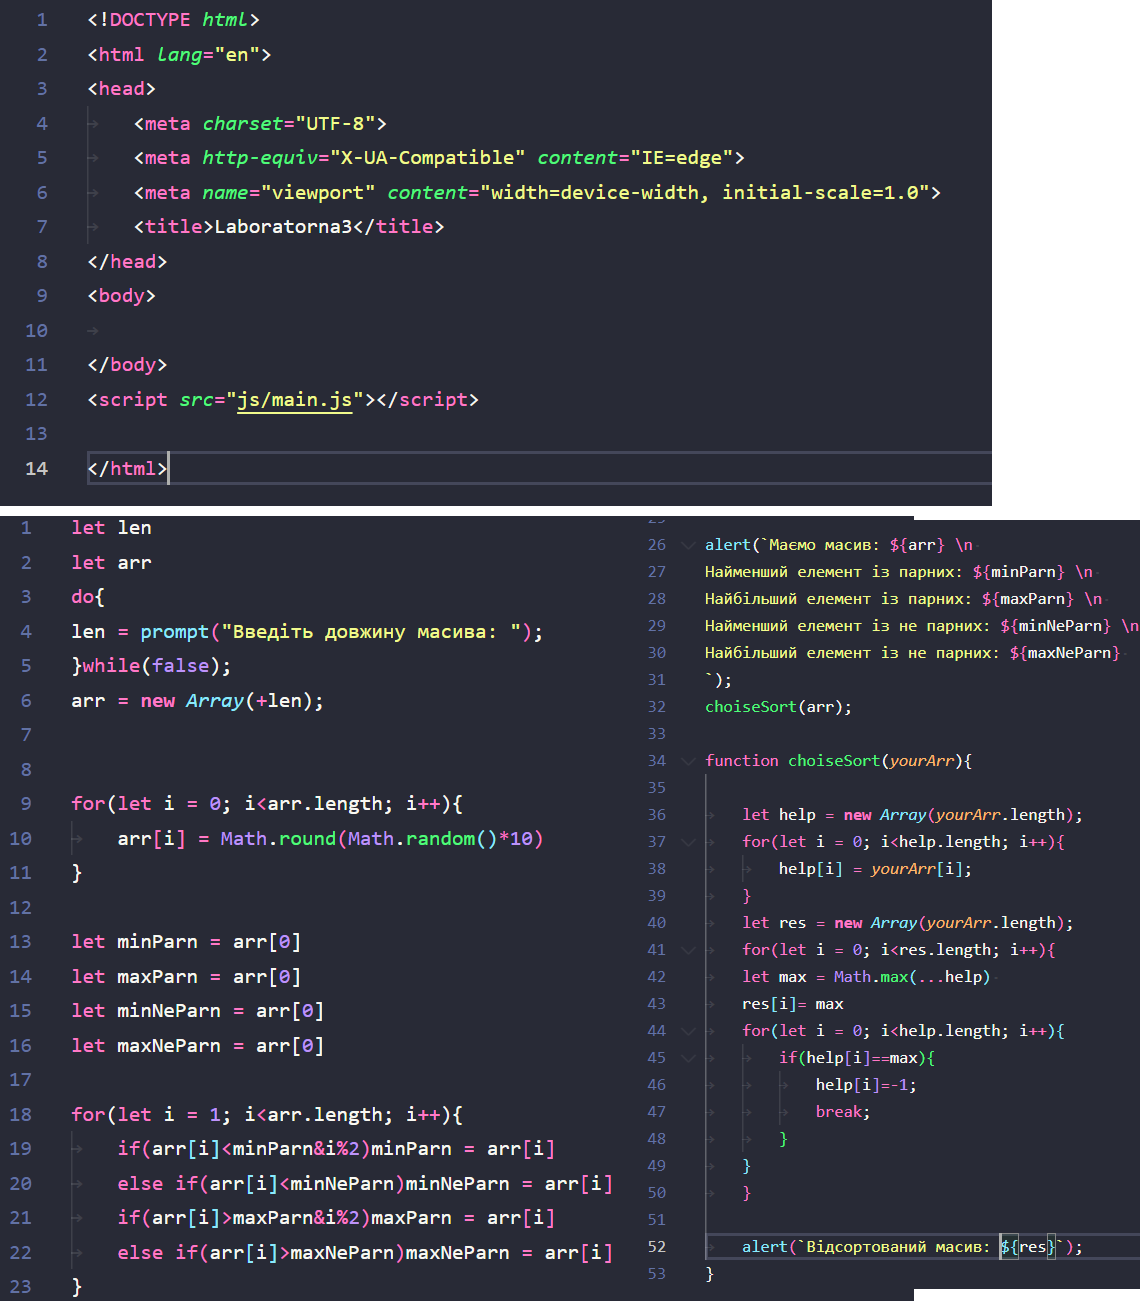 1 <!DOCTYPE html>
2 <html lang="en">
3 <head>
4 <meta charset="UTF-8">
5 <meta http-equiv="X-UA-Compatible" content="IE=edge">
6 <meta name="viewport" content="width=device-width, initial-scale=1.0">
7 <title>Laboratorna3</title>
8 </head>
9 <body>
10
11 </body>
12 <script src="js/main.js"></script>
13
14 </html>
1 let len
2 let arr
3 do{
4 len = prompt("Введіть довжину масива: ");
5 }while(false);
6 arr = new Array(+len);
7
8
9 for(let i = 0; i<arr.length; i++){
10 arr[i] = Math.round(Math.random()*10)
11 }
12
13 let minParn = arr[0]
14 let maxParn = arr[0]
15 let minNeParn = arr[0]
16 let maxNeParn = arr[0]
17
18 for(let i = 1; i<arr.length; i++){
19 if(arr[i]<minParn&i%2)minParn = arr[i]
20 else if(arr[i]<minNeParn)minNeParn = arr[i]
21 if(arr[i]>maxParn&i%2)maxParn = arr[i]
22 else if(arr[i]>maxNeParn)maxNeParn = arr[i]
23 }
26 alert(`Маємо масив: ${arr} \n
27 Найменший елемент із парних: ${minParn} \n
28 Найбільший елемент із парних: ${maxParn} \n
29 Найменший елемент із не парних: ${minNeParn} \n
30 Найбільший елемент із не парних: ${maxNeParn}
31 `);
32 choiseSort(arr);
33
34 function choiseSort(yourArr){
35
36 let help = new Array(yourArr.length);
37 for(let i = 0; i<help.length; i++){
38 help[i] = yourArr[i];
39 }
40 let res = new Array(yourArr.length);
41 for(let i = 0; i<res.length; i++){
42 let max = Math.max(...help)
43 res[i]= max
44 for(let i = 0; i<help.length; i++){
45 if(help[i]==max){
46 help[i]=-1;
47 break;
48 }
49 }
50 }
51
52 alert(`Відсортований масив: ${res}`);
53 }